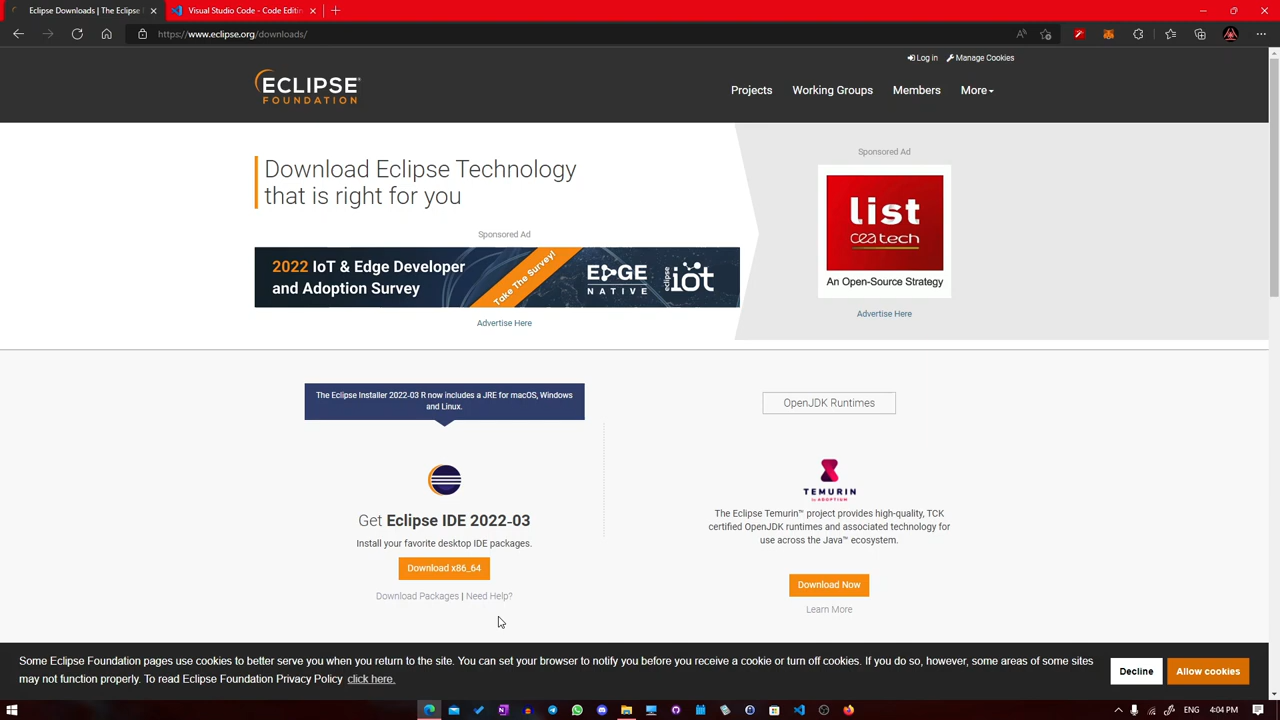 Eclipse Downloads | The Eclipse
Visual Studio Code - Code Editin
https://www.eclipse.org/downloads/
Log in
Manage Cookies
ECLIPSE
FOUNDATION
Projects
Working Groups
Members
More
Download Eclipse Technology
that is right for you
Sponsored Ad
2022 IoT & Edge Developer
and Adoption Survey
Take The Survey!
EDGE
NATIVE
eclipse
iot
Advertise Here
Sponsored Ad
list
ceatech
An Open-Source Strategy
Advertise Here
The Eclipse Installer 2022-03 R now includes a JRE for macOS, Windows
and Linux.
Get Eclipse IDE 2022-03
Install your favorite desktop IDE packages.
Download x86_64
Download Packages | Need Help?
OpenJDK Runtimes
TEMURIN
by ADOPTIUM
The Eclipse Temurin™ project provides high-quality, TCK
certified OpenJDK runtimes and associated technology for
use across the Java™ ecosystem.
Download Now
Learn More
Some Eclipse Foundation pages use cookies to better serve you when you return to the site. You can set your browser to notify you before you receive a cookie or turn off cookies. If you do so, however, some areas of some sites
may not function properly. To read Eclipse Foundation Privacy Policy click here.
Decline
Allow cookies
ENG
4:04 PM